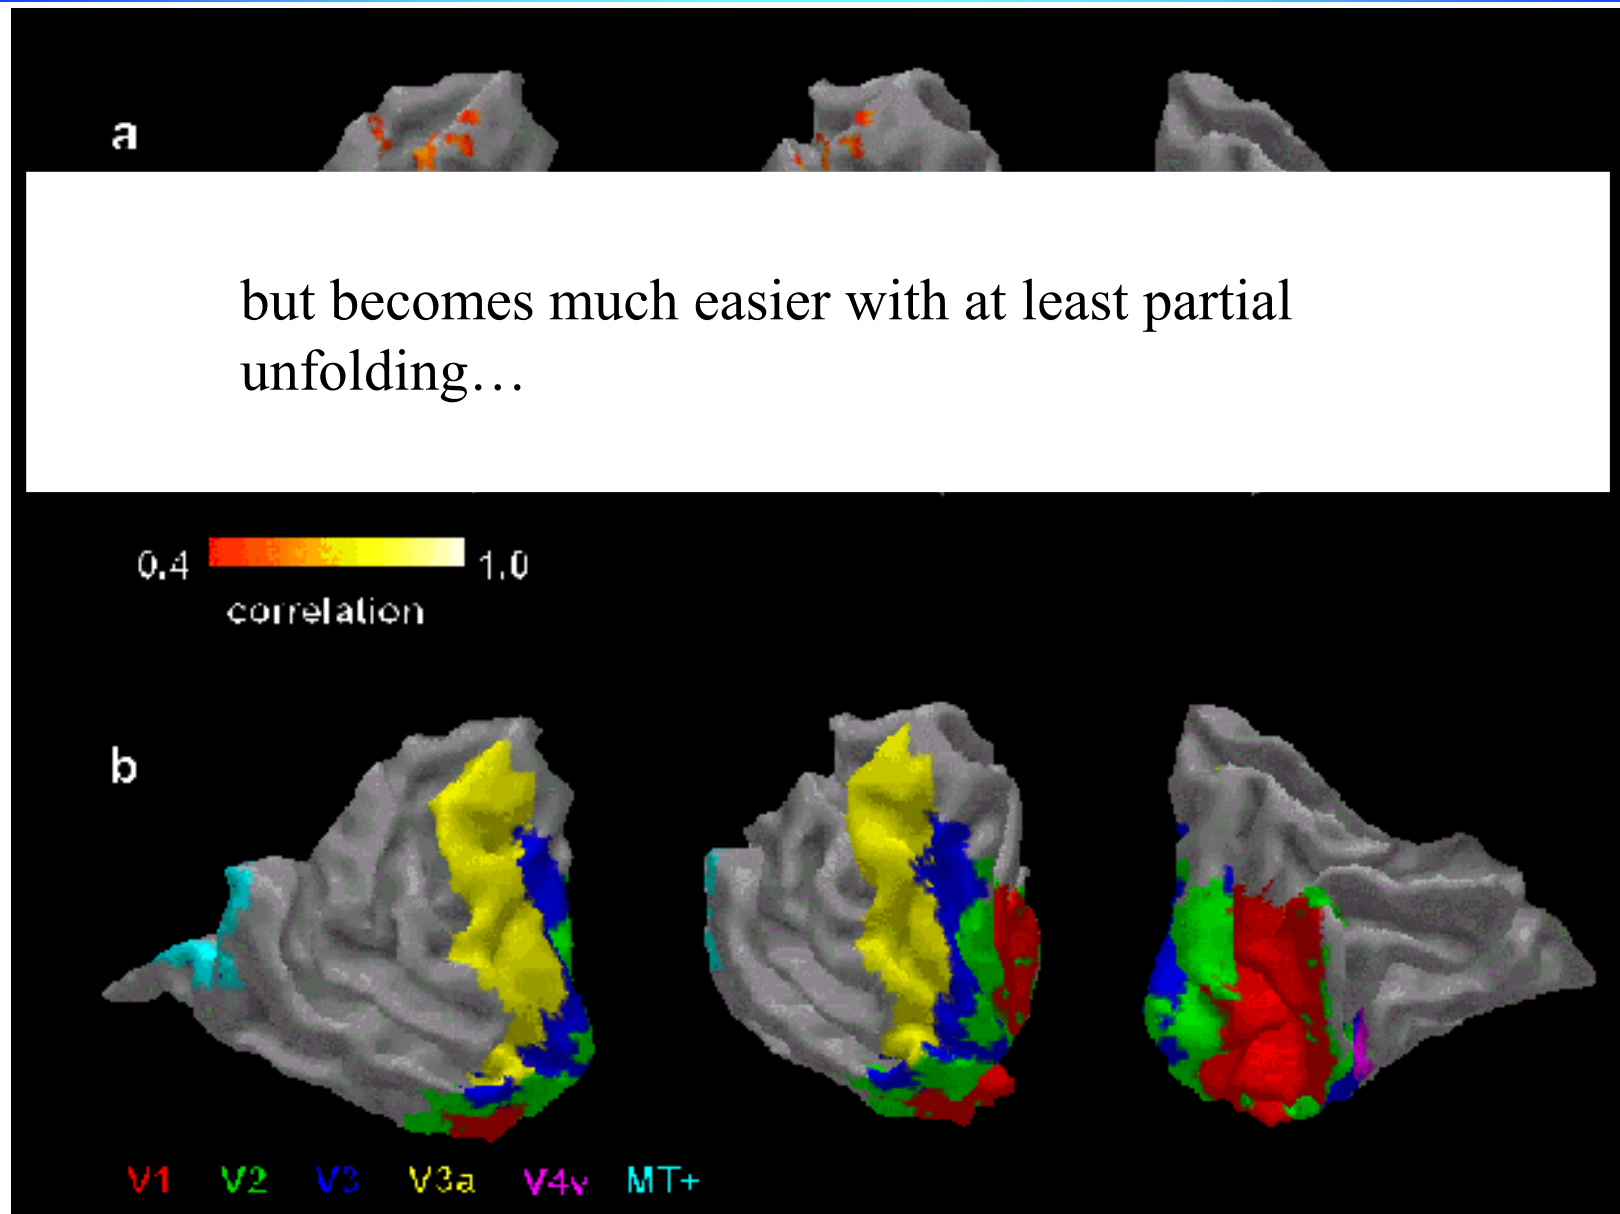 a
but becomes much easier with at least partial
unfolding…
0.4 1.0
correlation
b
V1 V2 V3 V3a V4v MT+